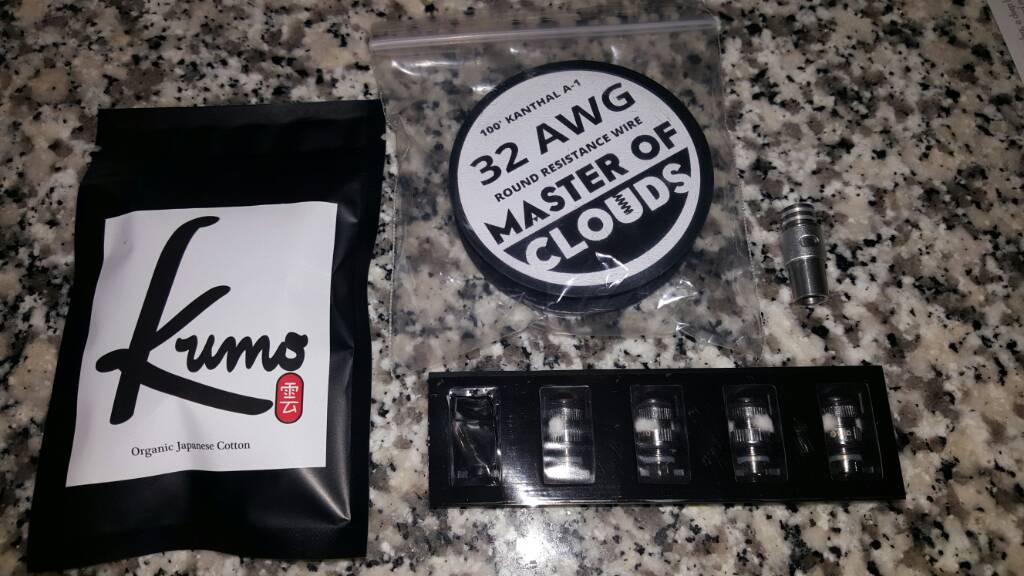 Kumo
雲
Organic Japanese Cotton
100' KANTHAL A-1
32 AWG
ROUND RESISTANCE WIRE
MASTER OF
CLOUDS